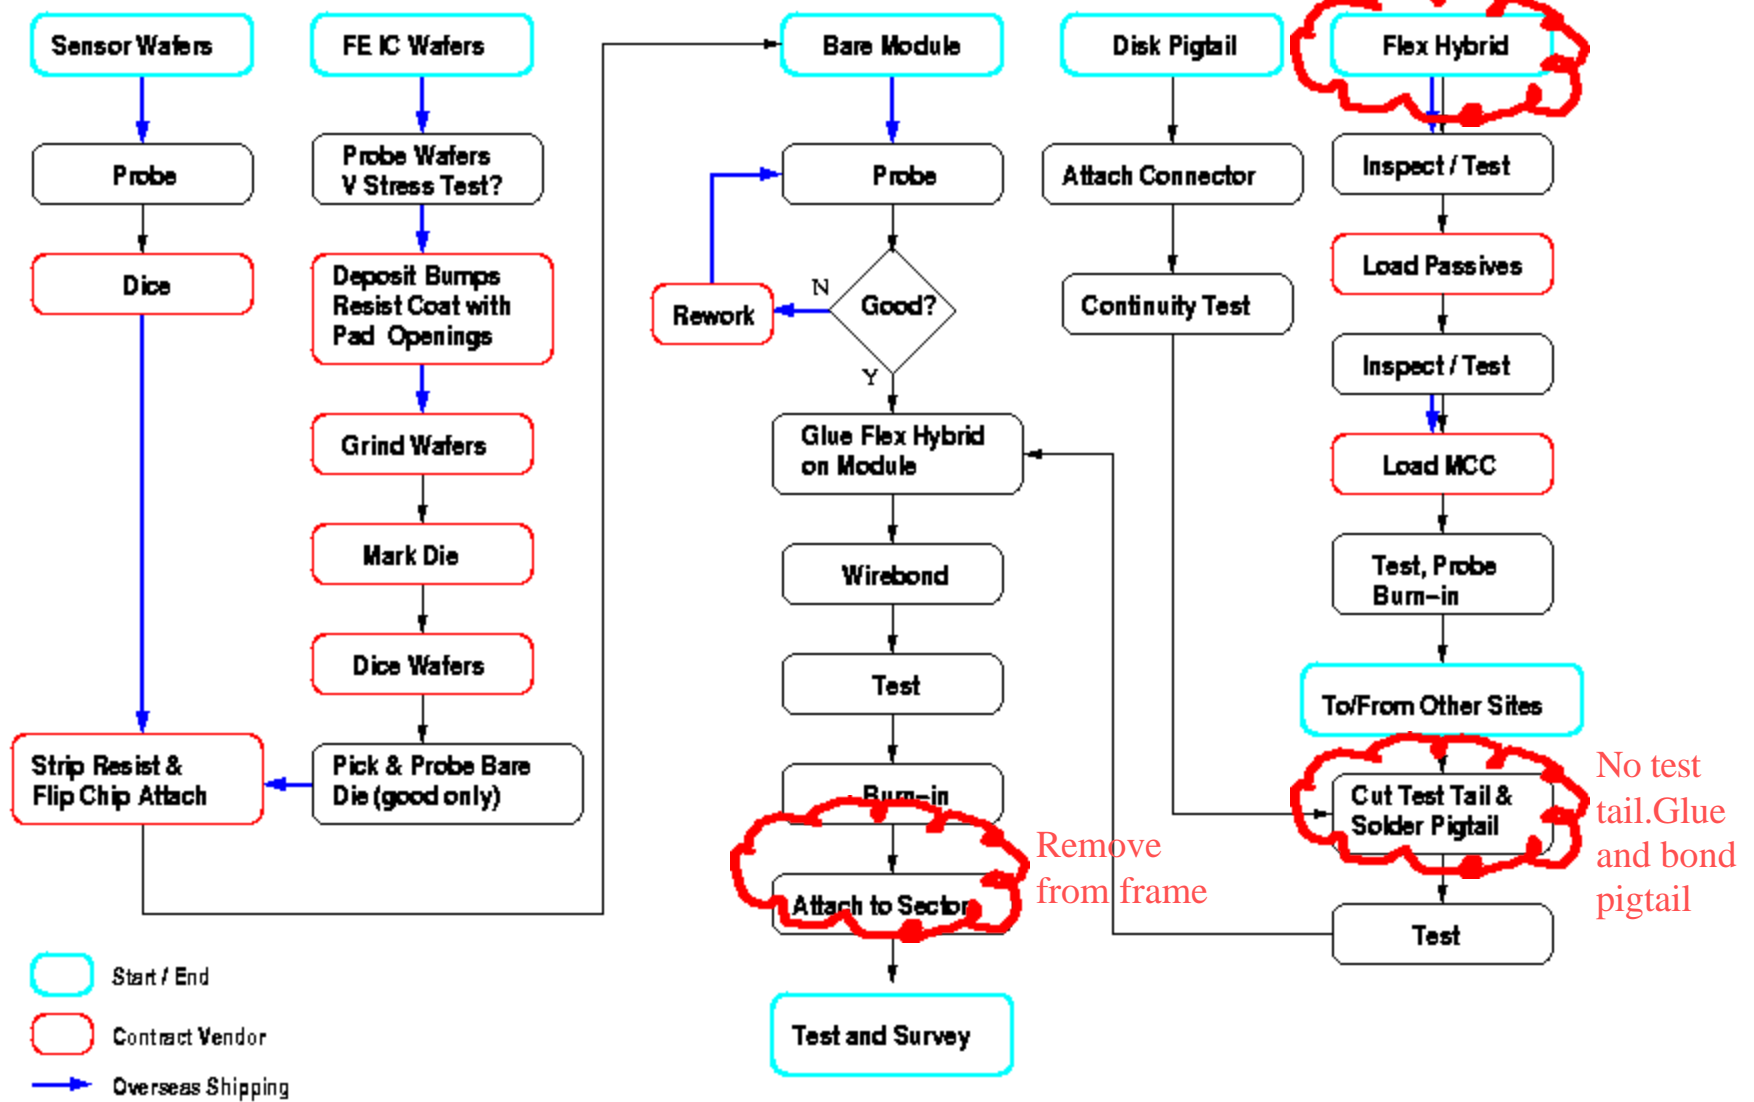 Sensor Wafers
Probe
Dice
Strip Resist &
Flip Chip Attach
FE IC Wafers
Probe Wafers
V Stress Test?
Deposit Bumps
Resist Coat with
Pad Openings
Grind Wafers
Mark Die
Dice Wafers
Pick & Probe Bare
Die (good only)
Bare Module
Probe
Good?
N
Rework
Y
Glue Flex Hybrid
on Module
Wirebond
Test
Burn-in
Attach to Sector
Remove
from frame
Test and Survey
Disk Pigtail
Attach Connector
Continuity Test
Flex Hybrid
Inspect / Test
Load Passives
Inspect / Test
Load MCC
Test, Probe
Burn-in
To/From Other Sites
Cut Test Tail &
Solder Pigtail
No test
tail.Glue
and bond
pigtail
Test
Start / End
Contract Vendor
Overseas Shipping